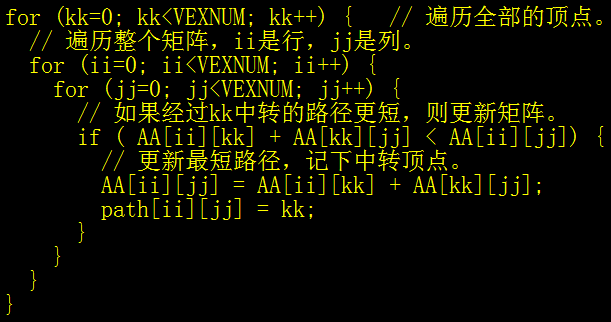 for (kk=0; kk<VEXNUM; kk++) {   // 遍历全部的顶点。
  // 遍历整个矩阵，ii是行，jj是列。
  for (ii=0; ii<VEXNUM; ii++) {
    for (jj=0; jj<VEXNUM; jj++) {
      // 如果经过kk中转的路径更短，则更新矩阵。
      if ( AA[ii][kk] + AA[kk][jj] < AA[ii][jj]) {
        // 更新最短路径，记下中转顶点。
        AA[ii][jj] = AA[ii][kk] + AA[kk][jj];
        path[ii][jj] = kk;
      }
    }
  }
}